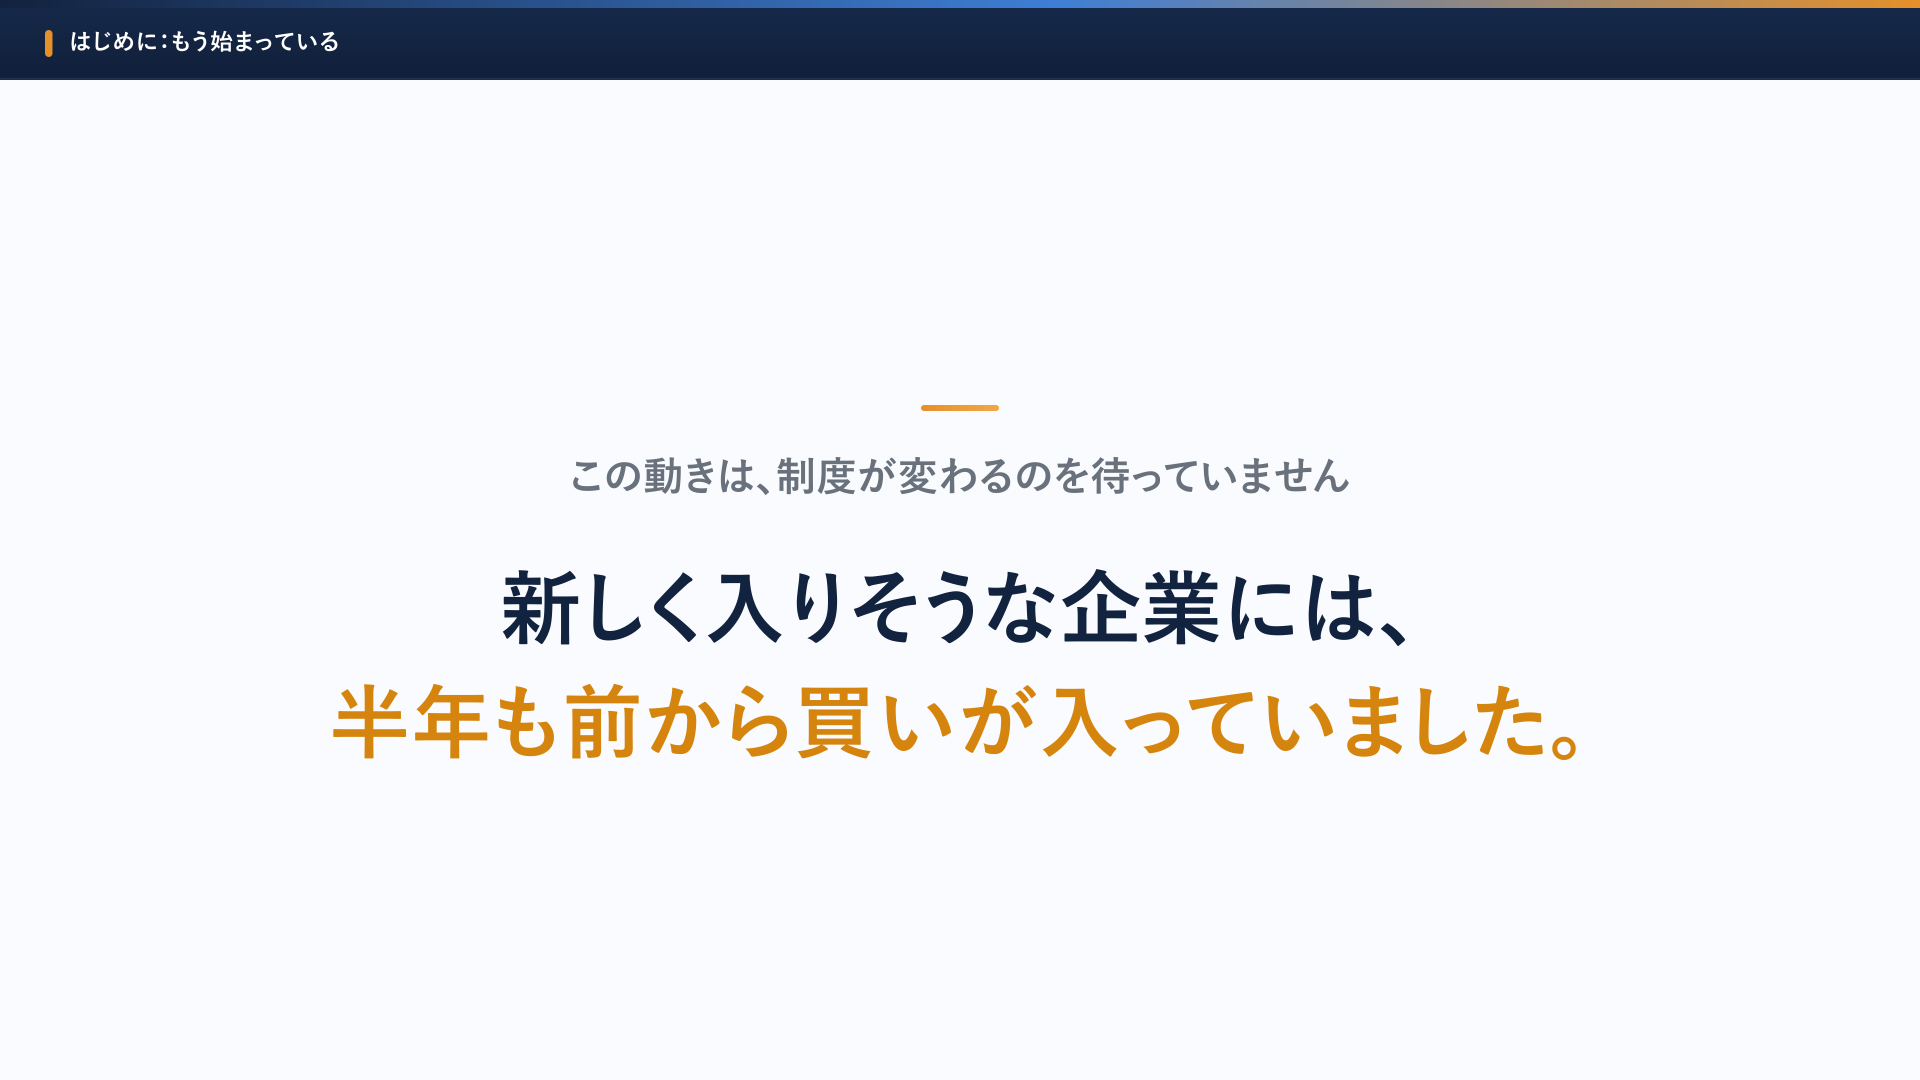 はじめに：もう始まっている
この動きは、制度が変わるのを待っていません
新しく入りそうな企業には、
半年も前から買いが入っていました。